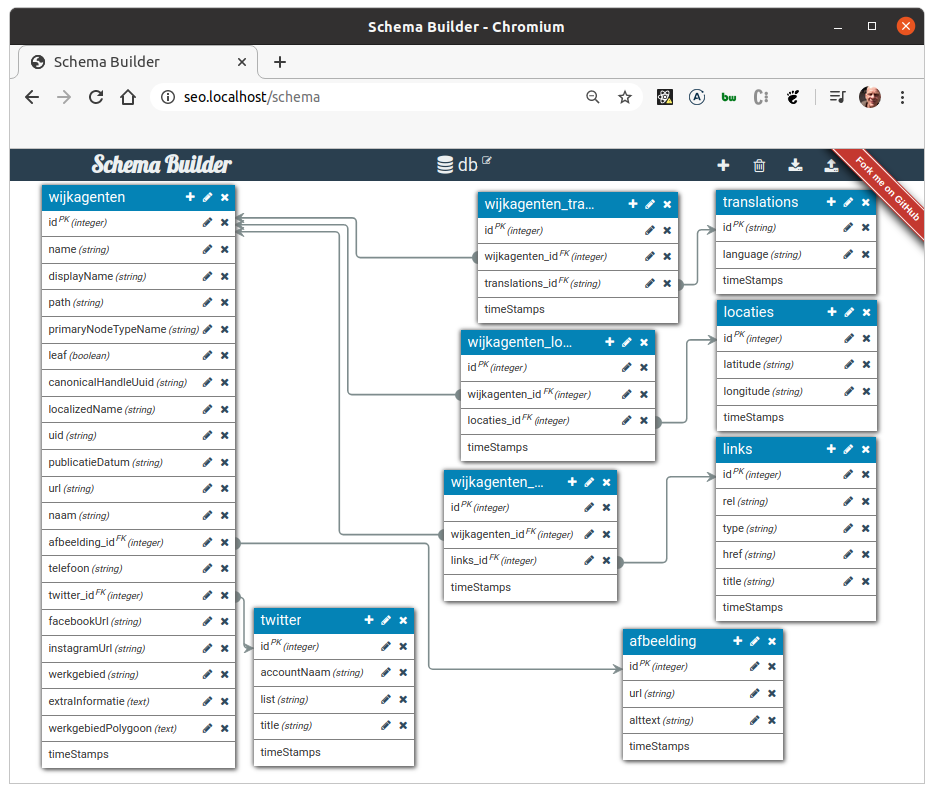 Schema Builder - Chromium
Schema Builder
seo.localhost/schema
bw
Schema Builder
db
Fork me on GitHub
wijkagenten
id PK (integer)
name (string)
displayName (string)
path (string)
primaryNodeTypeName (string)
leaf (boolean)
canonicalHandleUuid (string)
localizedName (string)
uid (string)
publicatieDatum (string)
url (string)
naam (string)
afbeelding_id FK (integer)
telefoon (string)
twitter_id FK (integer)
facebookUrl (string)
instagramUrl (string)
werkgebied (string)
extraInformatie (text)
werkgebiedPolygoon (text)
timeStamps
wijkagenten_tra...
id PK (integer)
wijkagenten_id FK (integer)
translations_id FK (string)
timeStamps
translations
id PK (string)
language (string)
timeStamps
wijkagenten_lo...
id PK (integer)
wijkagenten_id FK (integer)
locaties_id FK (integer)
timeStamps
locaties
id PK (integer)
latitude (string)
longitude (string)
timeStamps
wijkagenten_...
id PK (integer)
wijkagenten_id FK (integer)
links_id FK (integer)
timeStamps
links
id PK (integer)
rel (string)
type (string)
href (string)
title (string)
timeStamps
twitter
id PK (integer)
accountNaam (string)
list (string)
title (string)
timeStamps
afbeelding
id PK (integer)
url (string)
alttext (string)
timeStamps